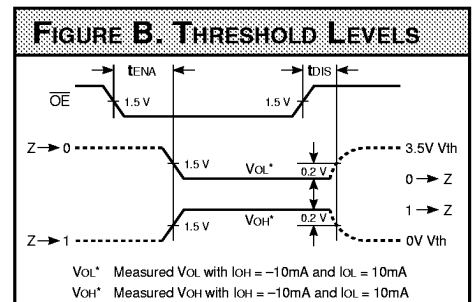 FIGURE B. THRESHOLD LEVELS
tENA tDIS
OE 1.5 V 1.5 V
Z 0 3.5V Vth
1.5 V VOL* 0.2 V
0 Z
1 Z
1.5 V VOH* 0.2 V
Z 1 0V Vth
VOL* Measured VOL with IOH = –10mA and IOL = 10mA
VOH* Measured VOH with IOH = –10mA and IOL = 10mA